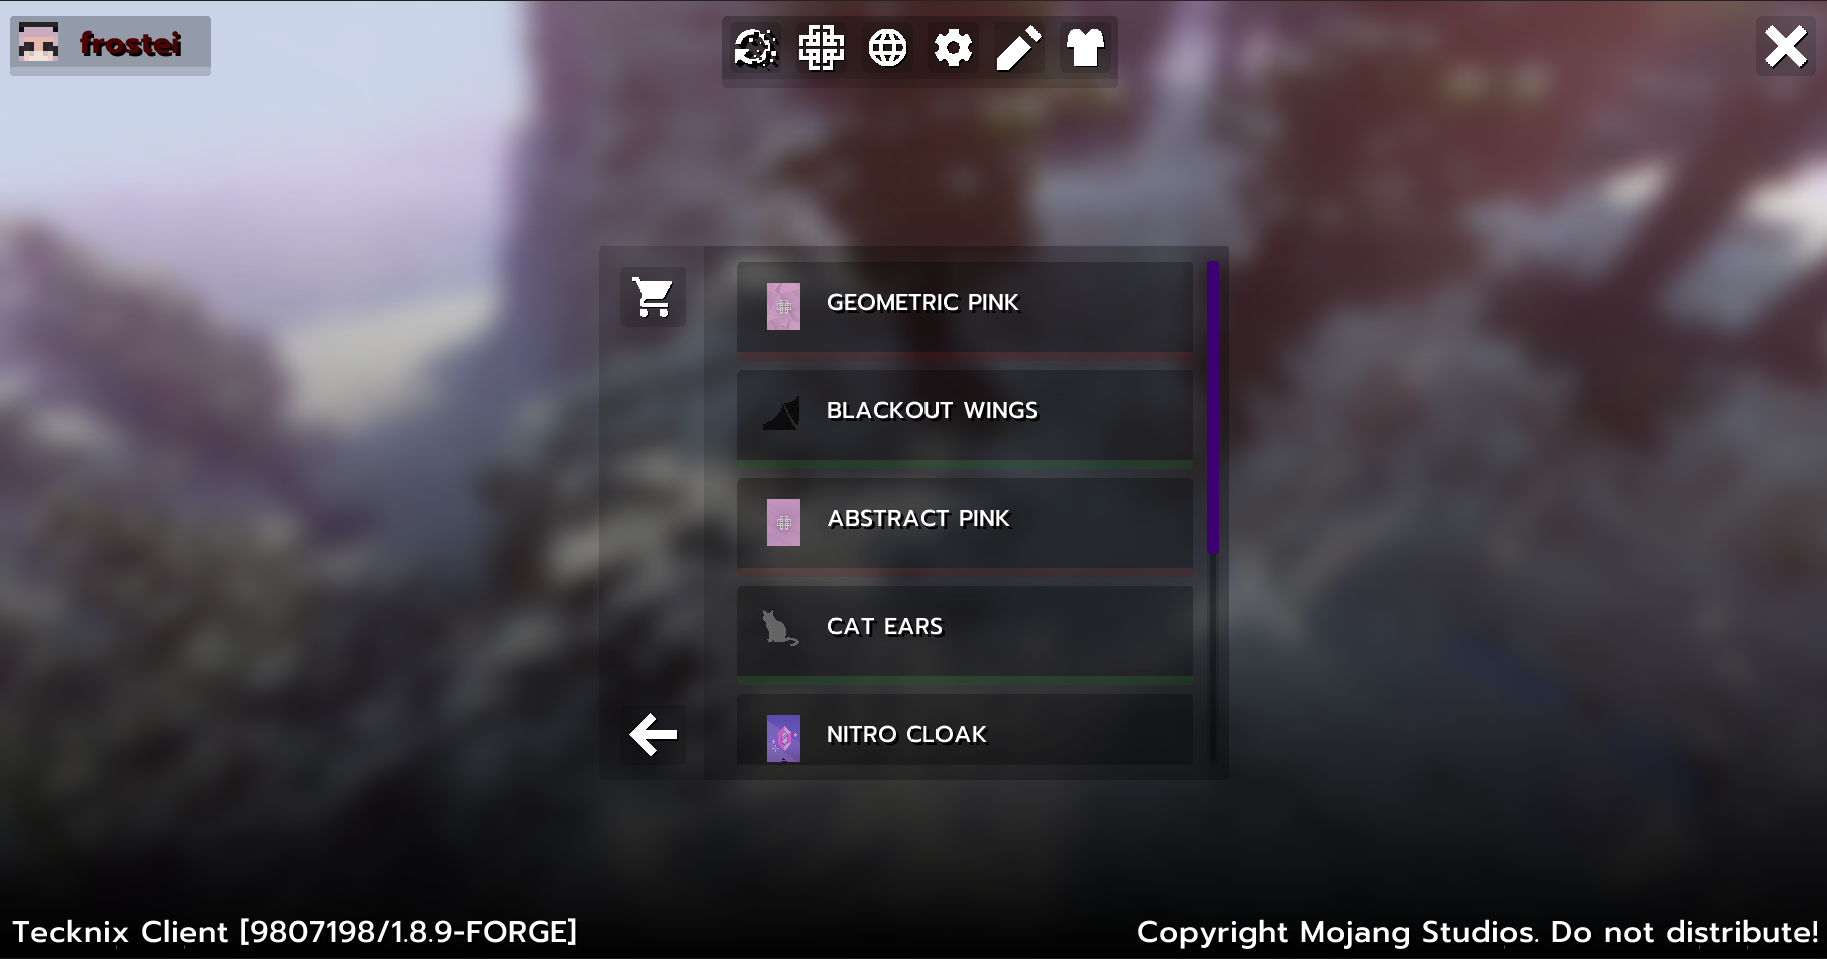 frostei
GEOMETRIC PINK
BLACKOUT WINGS
ABSTRACT PINK
CAT EARS
NITRO CLOAK
Tecknix Client [9807198/1.8.9-FORGE]
Copyright Mojang Studios. Do not distribute!